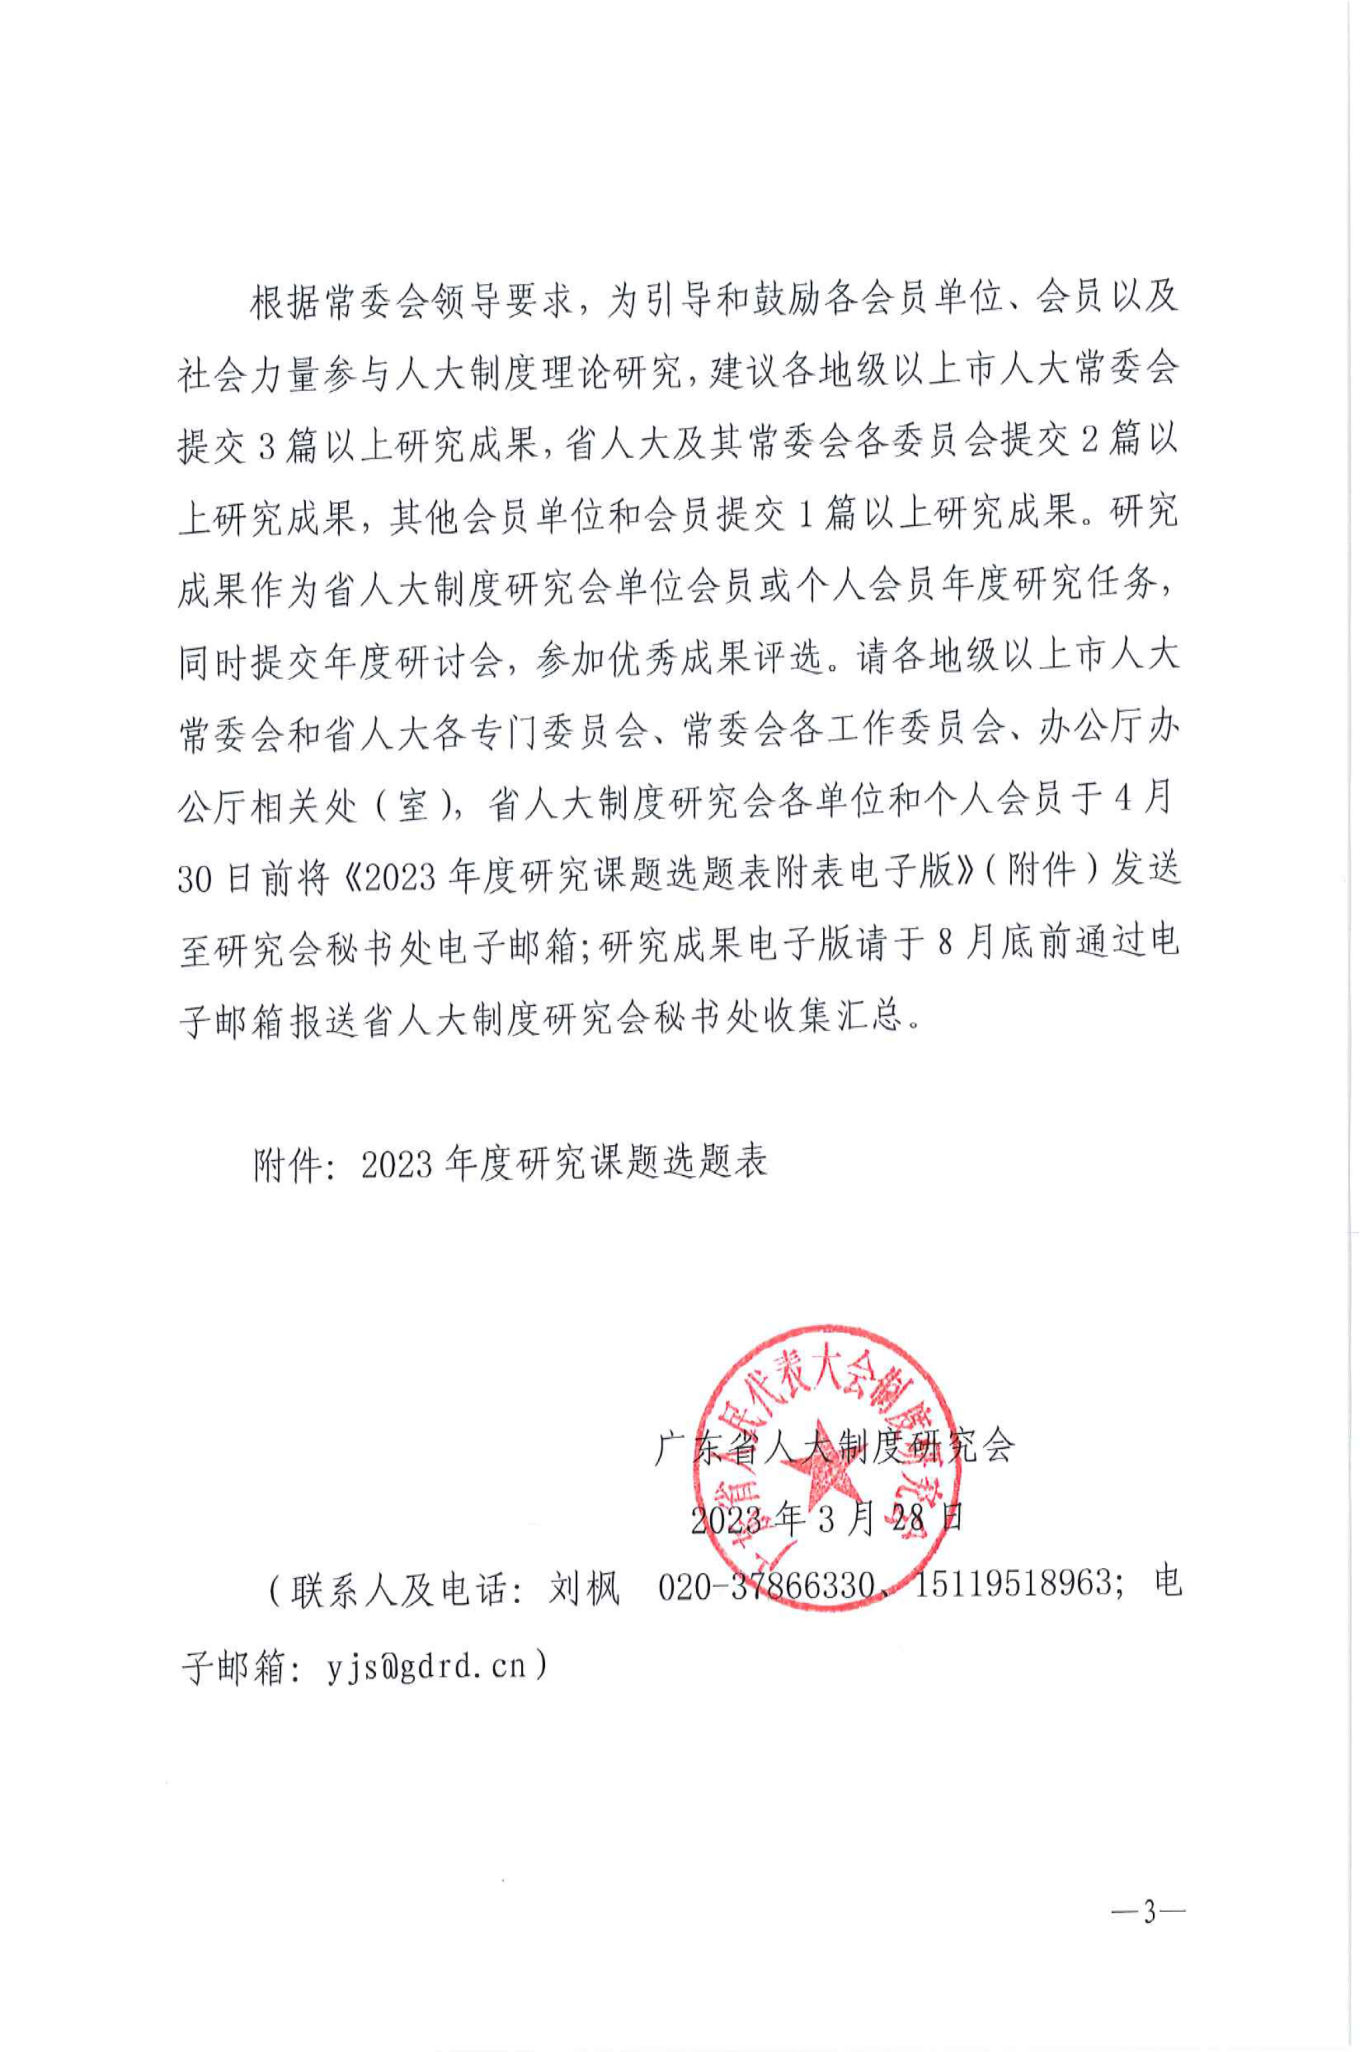 根据常委会领导要求，为引导和鼓励各会员单位、会员以及
社会力量参与人大制度理论研究，建议各地级以上市人大常委会
提交3篇以上研究成果，省人大及其常委会各委员会提交2篇以
上研究成果，其他会员单位和会员提交1篇以上研究成果。研究
成果作为省人大制度研究会单位会员或个人会员年度研究任务，
同时提交年度研讨会，参加优秀成果评选。请各地级以上市人大
常委会和省人大各专门委员会、常委会各工作委员会、办公厅办
公厅相关处（室），省人大制度研究会各单位和个人会员于4月
30日前将《2023年度研究课题选题表附表电子版》（附件）发送
至研究会秘书处电子邮箱；研究成果电子版请于8月底前通过电
子邮箱报送省人大制度研究会秘书处收集汇总。
附件：2023年度研究课题选题表
广东省人民代表大会制度研究会
广东省人大制度研究会
2023年3月28日
（联系人及电话：刘枫 020-37866330、15119518963；电
子邮箱：yjs@gdrd.cn）
—3—